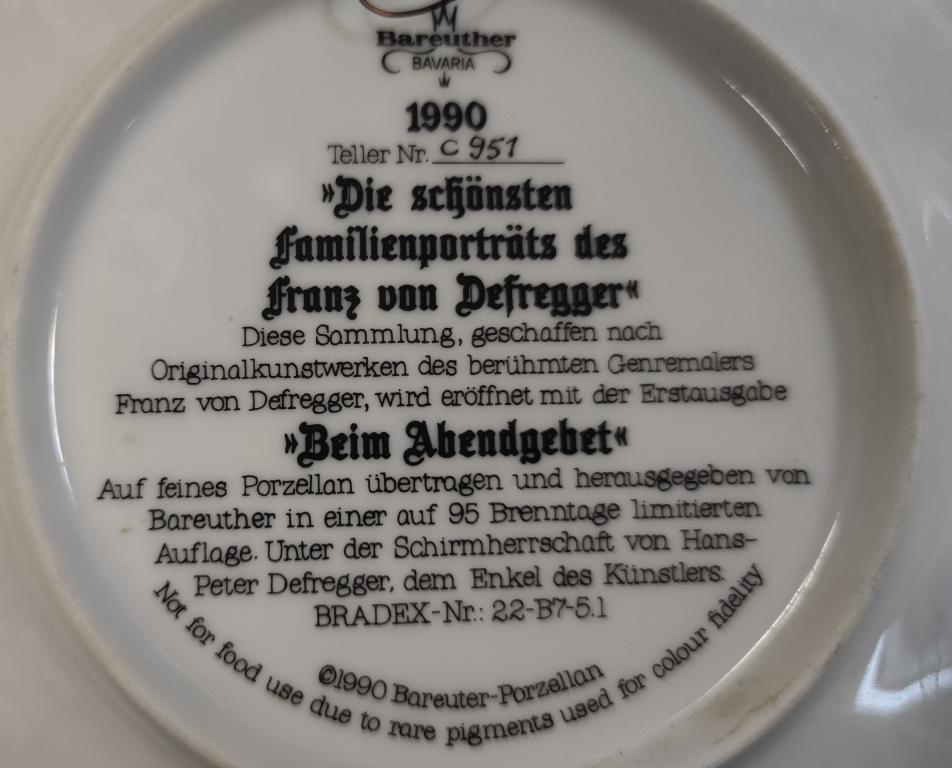 Bareuther
BAVARIA
1990
Teller Nr. C 951
»Die schönsten
Familienporträts des
Franz von Defregger«
Diese Sammlung, geschaffen nach
Originalkunstwerken des berühmten Genremalers
Franz von Defregger, wird eröffnet mit der Erstausgabe
»Beim Abendgebet«
Auf feines Porzellan übertragen und herausgegeben von
Bareuther in einer auf 95 Brenntage limitierten
Auflage. Unter der Schirmherrschaft von Hans-
Peter Defregger, dem Enkel des Künstlers.
BRADEX-Nr.: 22-B7-5.1
©1990 Bareuter-Porzellan
Not for food use due to rare pigments used for colour fidelity